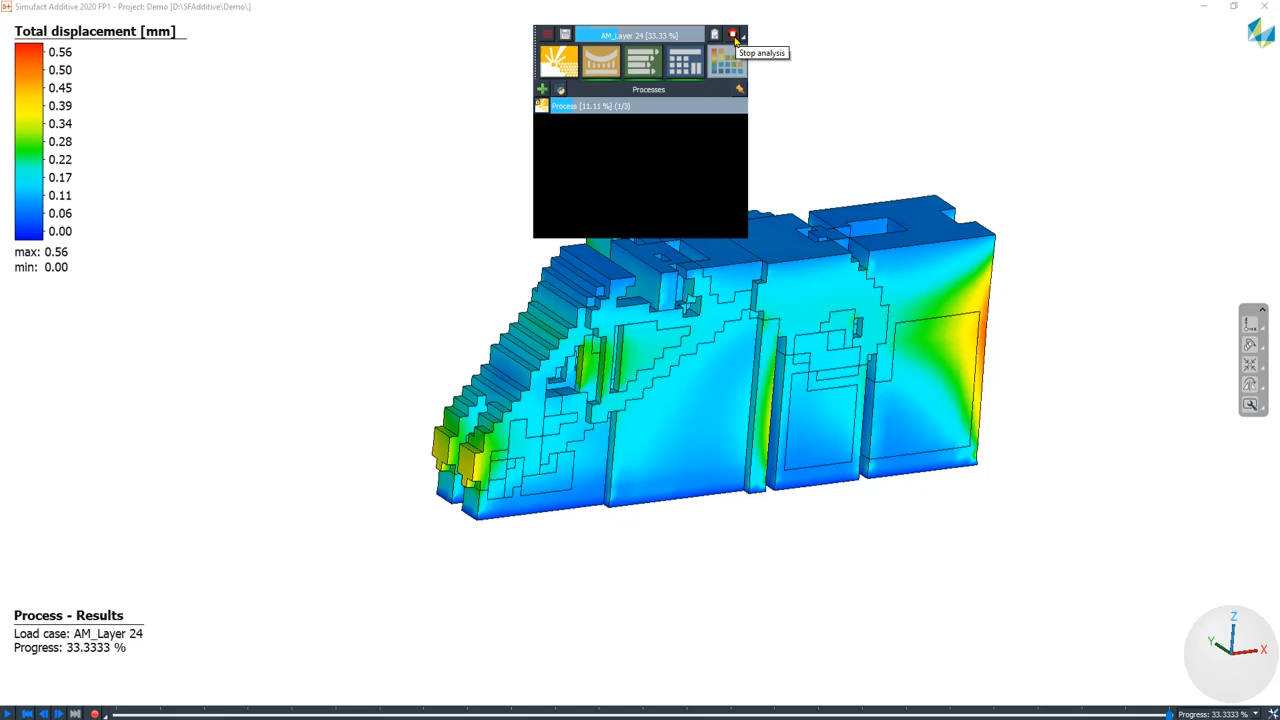 Simufact Additive 2020 FP1 - Project: Demo [D:\SFAdditive\Demo\]
Total displacement [mm]
0.56
0.50
0.45
0.39
0.34
0.28
0.22
0.17
0.11
0.06
0.00
max: 0.56
min: 0.00
AM_Layer 24 [33.33 %]
Stop analysis
Processes
Process [11.11 %] (1/3)
Process - Results
Load case: AM_Layer 24
Progress: 33.3333 %
Z
Y
X
Progress: 33.3333 %